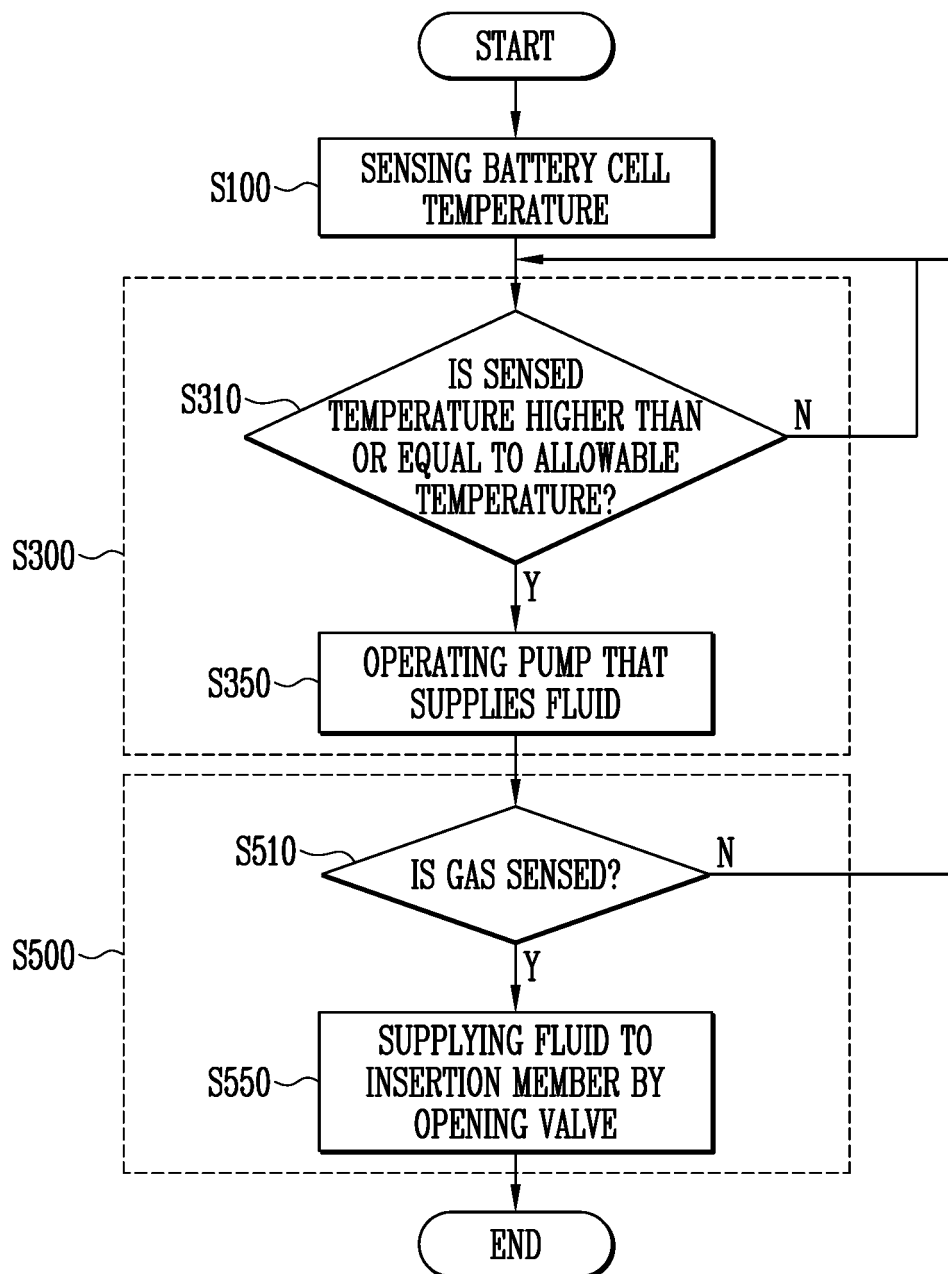 START
S100
SENSING BATTERY CELL
TEMPERATURE
S310
IS SENSED
TEMPERATURE HIGHER THAN
OR EQUAL TO ALLOWABLE
TEMPERATURE?
N
S300
Y
S350
OPERATING PUMP THAT
SUPPLIES FLUID
S510
IS GAS SENSED?
N
S500
Y
S550
SUPPLYING FLUID TO
INSERTION MEMBER BY
OPENING VALVE
END